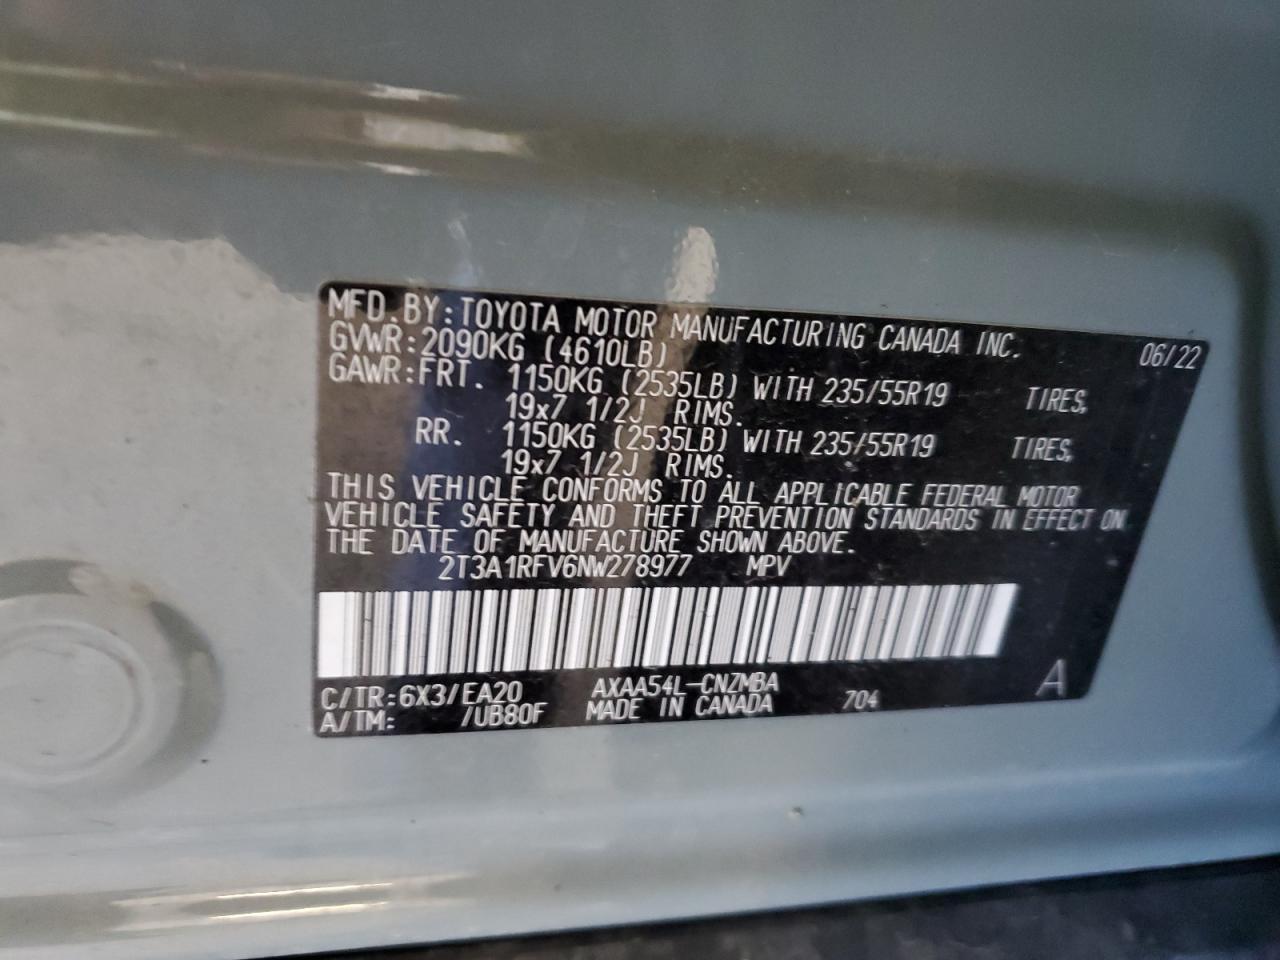 MFD.BY:TOYOTA MOTOR MANUFACTURING CANADA INC. 06/22
GVWR:2090KG (4610LB)
GAWR:FRT. 1150KG (2535LB) WITH 235/55R19 TIRES,
19x7 1/2J RIMS.
RR. 1150KG (2535LB) WITH 235/55R19 TIRES,
19x7 1/2J RIMS.
THIS VEHICLE CONFORMS TO ALL APPLICABLE FEDERAL MOTOR
VEHICLE SAFETY AND THEFT PREVENTION STANDARDS IN EFFECT ON
THE DATE OF MANUFACTURE SHOWN ABOVE.
2T3A1RFV6NW278977 MPV
C/TR:6X3/EA20 AXAA54L-CNZMBA A
A/TM: /UB80F MADE IN CANADA 704